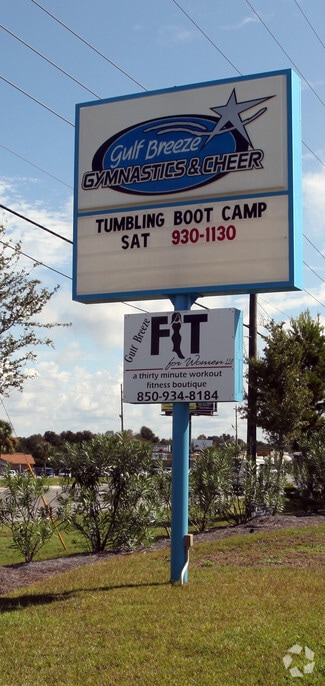 Gulf Breeze
GYMNASTICS & CHEER
TUMBLING BOOT CAMP
SAT 930-1130
Gulf Breeze
FIT
for Women LLC
a thirty minute workout
fitness boutique
850-934-8184